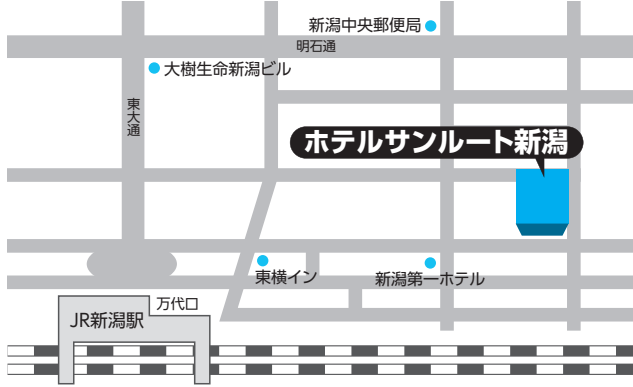 新潟中央郵便局
明石通
大樹生命新潟ビル
東大通
ホテルサンルート新潟
東横イン
新潟第一ホテル
万代口
JR新潟駅